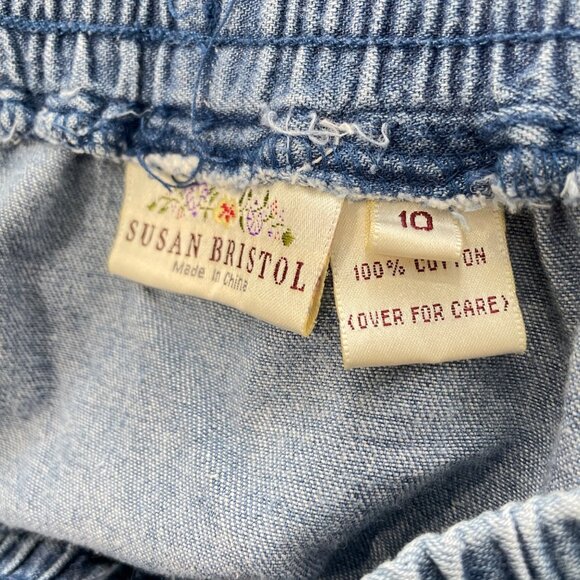 SUSAN BRISTOL
Made in China
10
100% COTTON
(OVER FOR CARE)